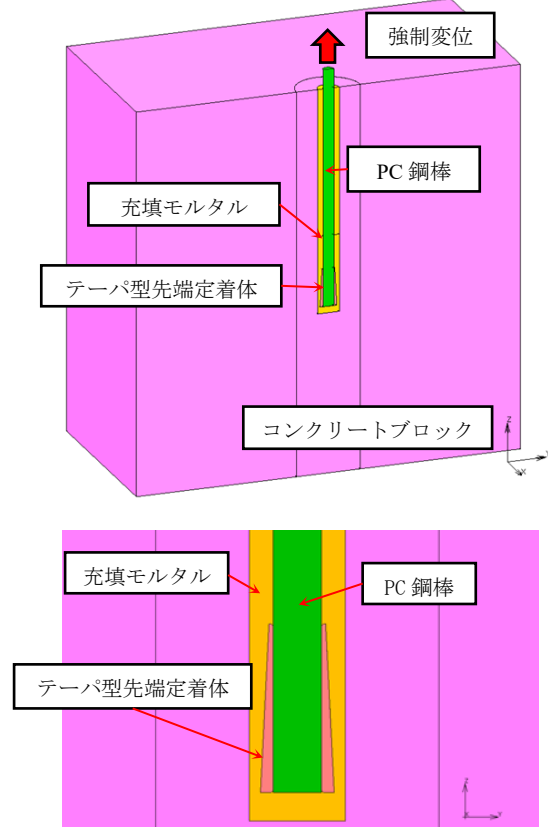 強制変位
PC 鋼棒
充填モルタル
テーパ型先端定着体
コンクリートブロック
Z
Y
X
充填モルタル
PC 鋼棒
テーパ型先端定着体
Z
X
Y